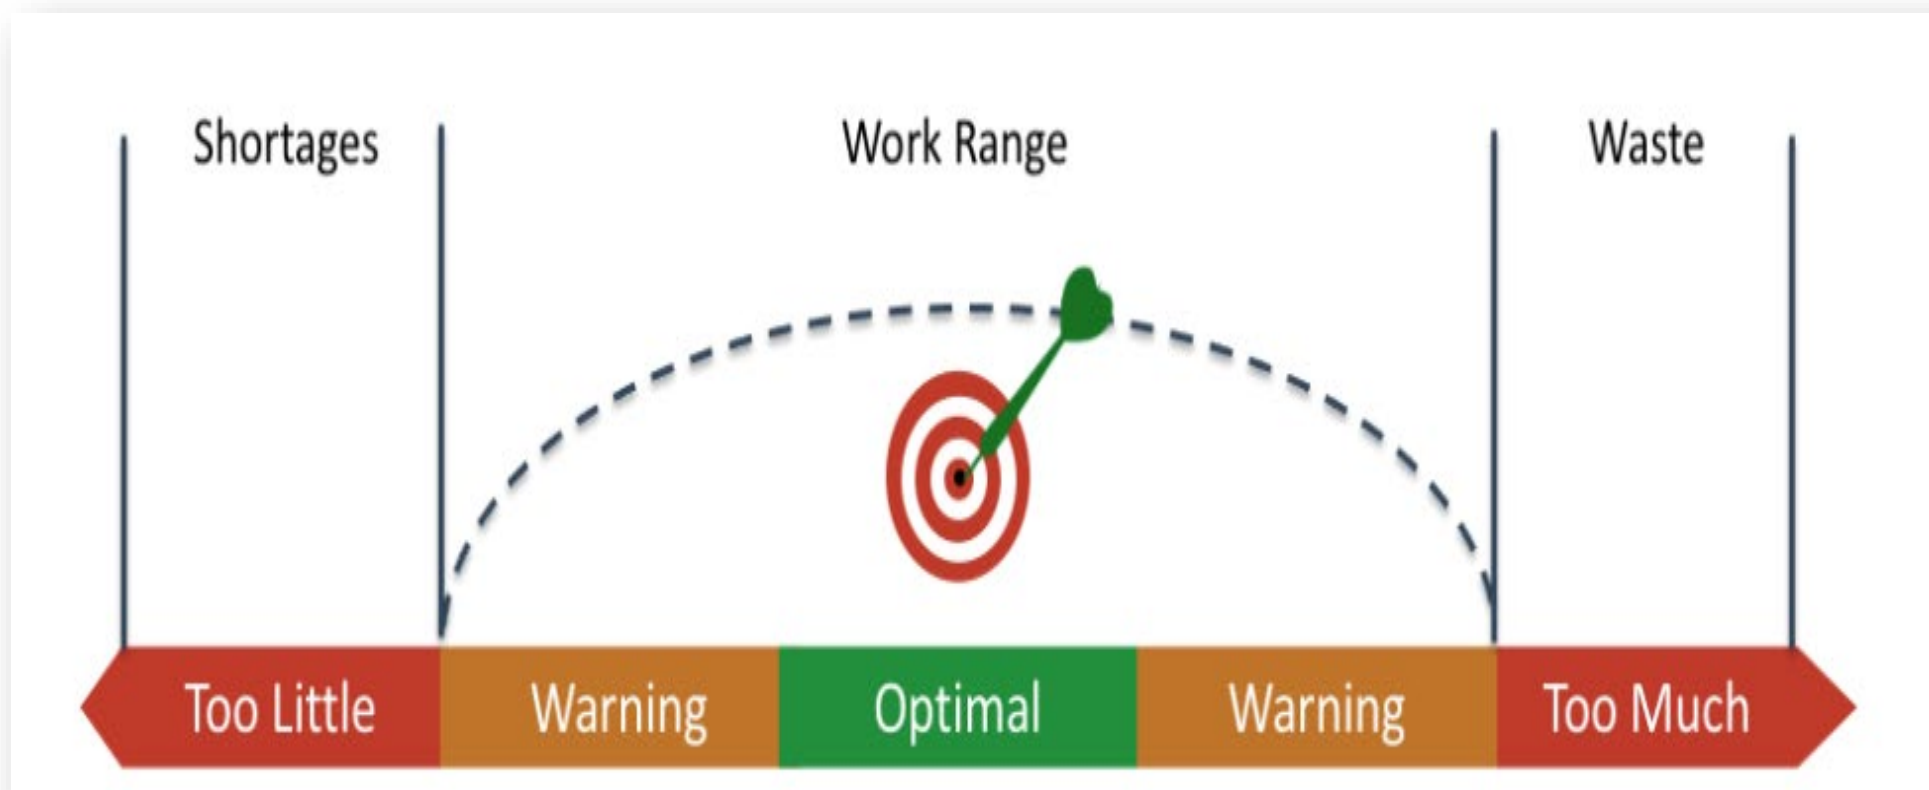 Shortages
Work Range
Waste
Too Little
Warning
Optimal
Warning
Too Much